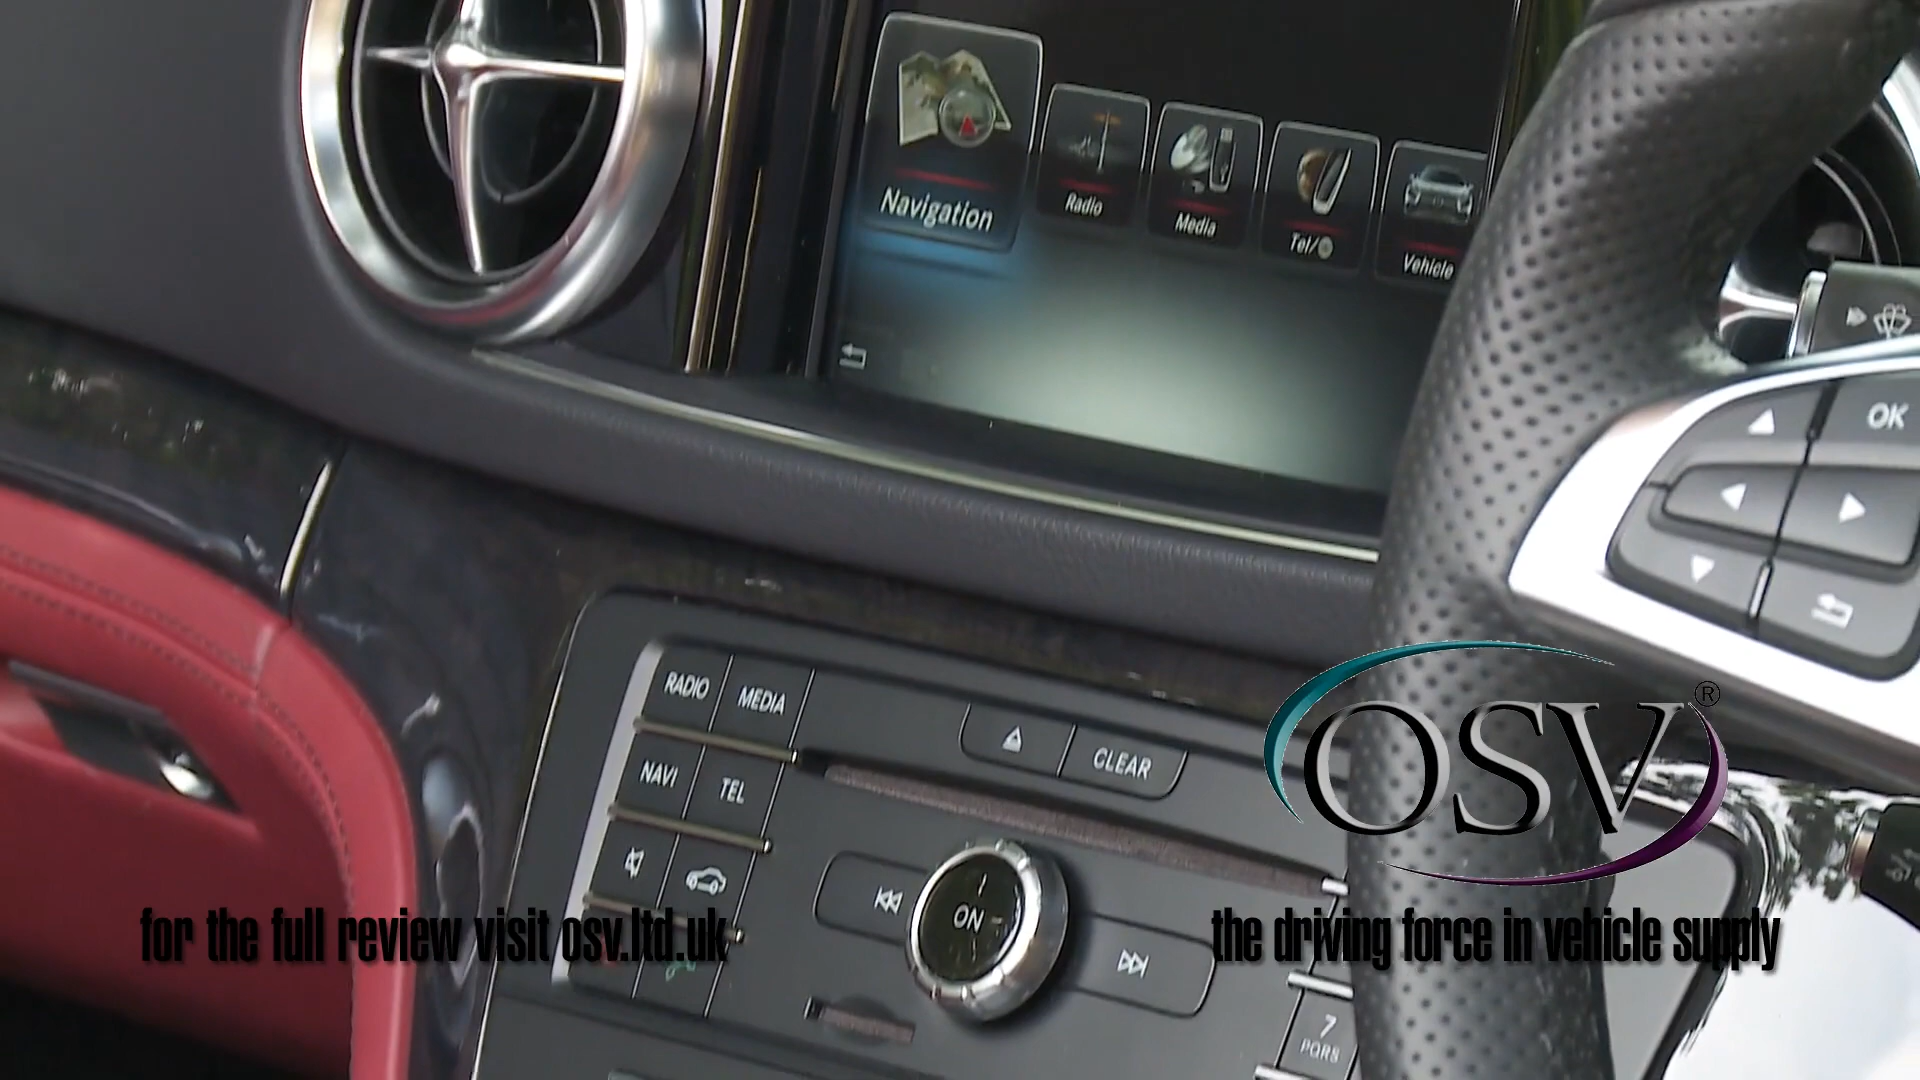 Navigation
Radio
Media
Tel/
Vehicle
OK
RADIO
MEDIA
CLEAR
NAVI
TEL
ON
7
PQRS
OSV®
for the full review visit osv.ltd.uk
the driving force in vehicle supply